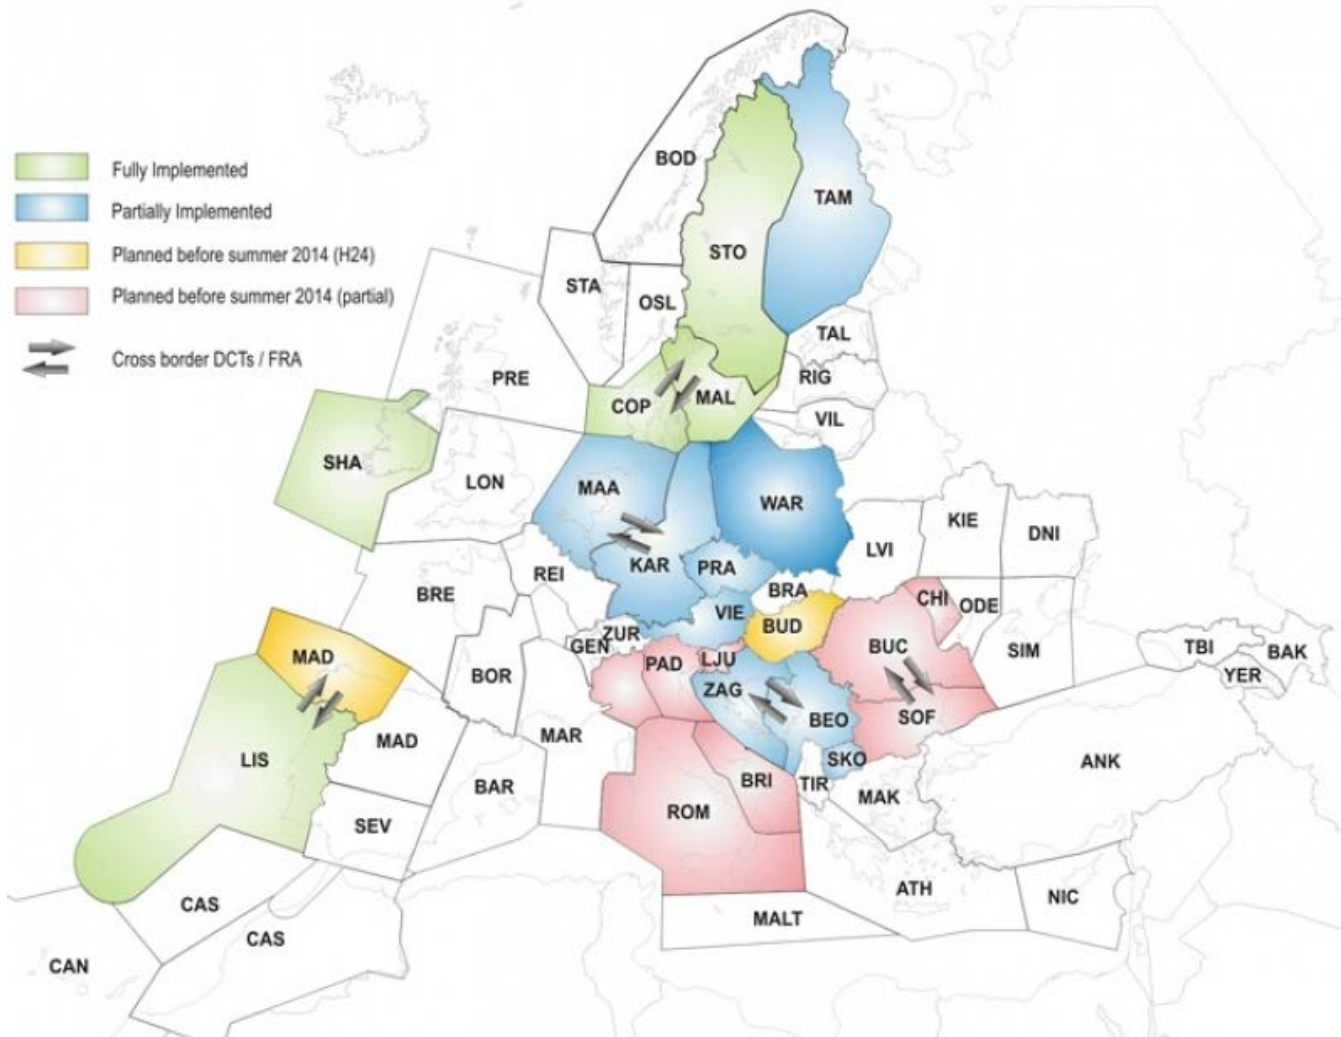 BOD
Fully Implemented
TAM
Partially Implemented
STO
Planned before summer 2014 (H24)
STA
Planned before summer 2014 (partial)
OSL
TAL
Cross border DCTs / FRA
PRE
RIG
COP
MAL
VIL
SHA
LON
MAA
WAR
KIE
DNI
LVI
KAR
PRA
REI
BRE
BRA
CHI
ODE
VIE
BUD
ZUR
GEN
BUC
SIM
TBI
BAK
MAD
PAD
LJU
BOR
YER
ZAG
BEO
SOF
MAR
MAD
LIS
SKO
ANK
BAR
BRI
TIR
MAK
ROM
SEV
ATH
NIC
CAS
MALT
CAS
CAN